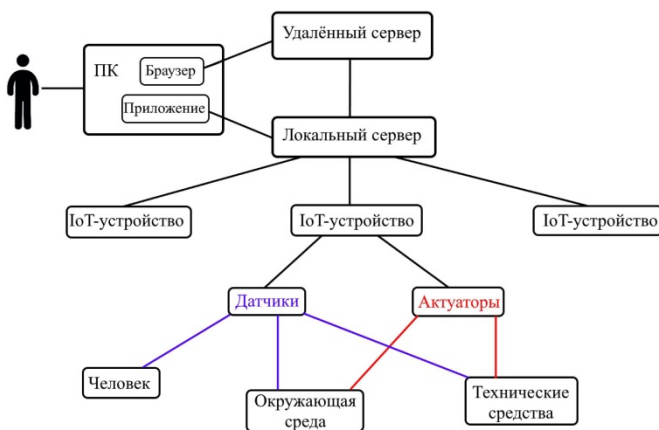 Удалённый сервер
ПК
Браузер
Приложение
Локальный сервер
IoT-устройство
IoT-устройство
IoT-устройство
Датчики
Актуаторы
Человек
Окружающая
среда
Технические
средства